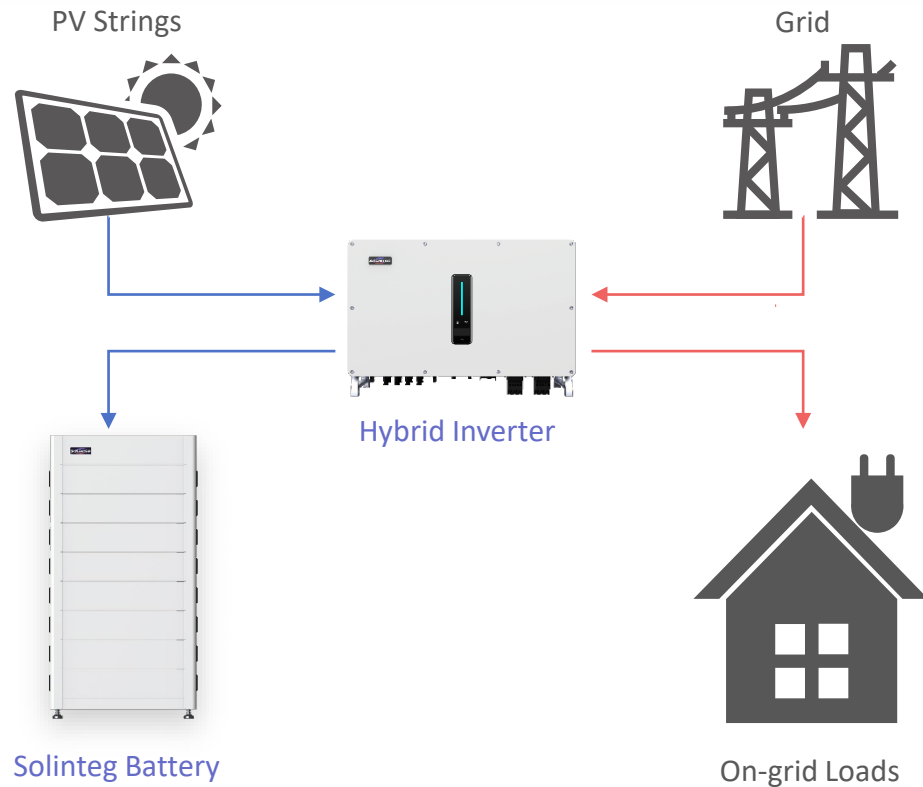 PV Strings
Grid
Hybrid Inverter
Solinteg Battery
On-grid Loads